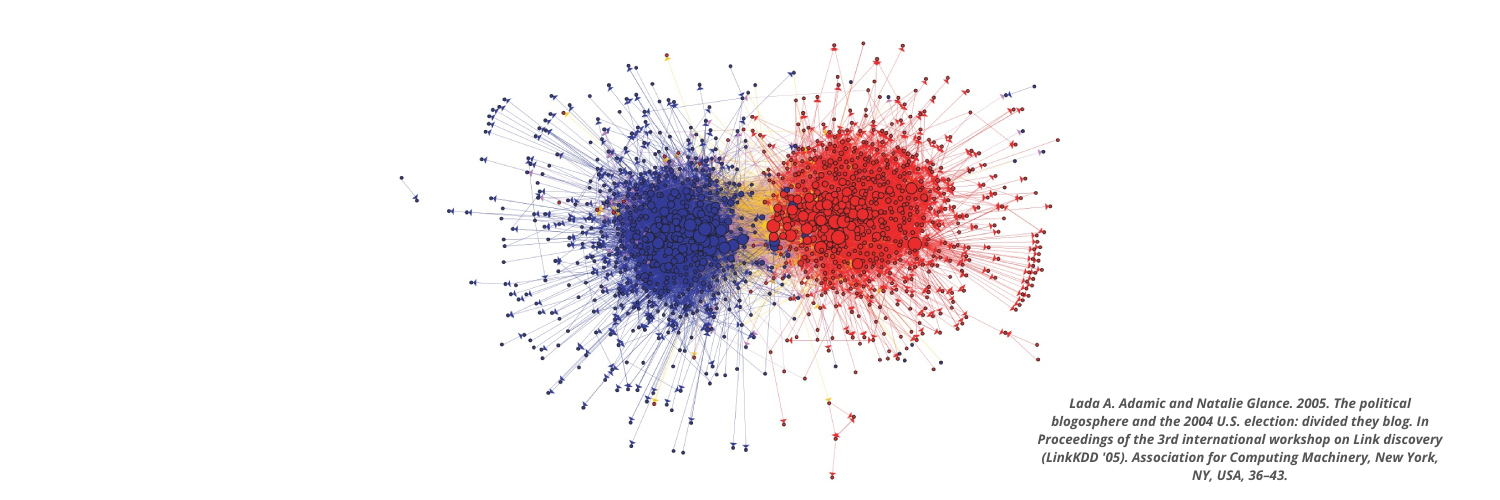 Lada A. Adamic and Natalie Glance. 2005. The political
blogosphere and the 2004 U.S. election: divided they blog. In
Proceedings of the 3rd international workshop on Link discovery
(LinkKDD '05). Association for Computing Machinery, New York,
NY, USA, 36–43.